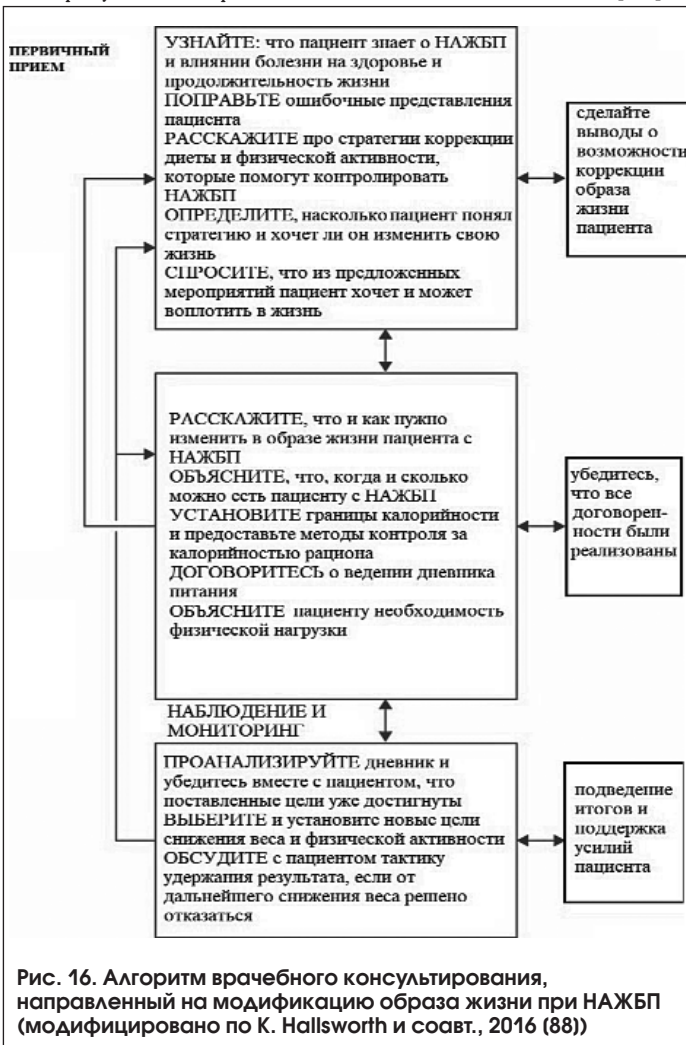 ПЕРВИЧНЫЙ
ПРИЕМ
УЗНАЙТЕ: что пациент знает о НАЖБП
и влиянии болезни на здоровье и
продолжительность жизни
ПОПРАВЬТЕ ошибочные представления
пациента
РАССКАЖИТЕ про стратегии коррекции
диеты и физической активности,
которые помогут контролировать
НАЖБП
ОПРЕДЕЛИТЕ, насколько пациент понял
стратегию и хочет ли он изменить свою
жизнь
СПРОСИТЕ, что из предложенных
мероприятий пациент хочет и может
воплотить в жизнь
сделайте
выводы о
возможности
коррекции
образа
жизни
пациента
РАССКАЖИТЕ, что и как нужно
изменить в образе жизни пациента с
НАЖБП
ОБЪЯСНИТЕ, что, когда и сколько
можно есть пациенту с НАЖБП
УСТАНОВИТЕ границы калорийности
и предоставьте методы контроля за
калорийностью рациона
ДОГОВОРИТЕСЬ о ведении дневника
питания
ОБЪЯСНИТЕ пациенту необходимость
физической нагрузки
убедитесь,
что все
договорен-
ности были
реализованы
НАБЛЮДЕНИЕ И
МОНИТОРИНГ
ПРОАНАЛИЗИРУЙТЕ дневник и
убедитесь вместе с пациентом, что
поставленные цели уже достигнуты
ВЫБЕРИТЕ и установите новые цели
снижения веса и физической активности
ОБСУДИТЕ с пациентом тактику
удержания результата, если от
дальнейшего снижения веса решено
отказаться
подведение
итогов и
поддержка
усилий
пациента
Рис. 16. Алгоритм врачебного консультирования,
направленный на модификацию образа жизни при НАЖБП
(модифицировано по K. Hallsworth и соавт., 2016 (88))